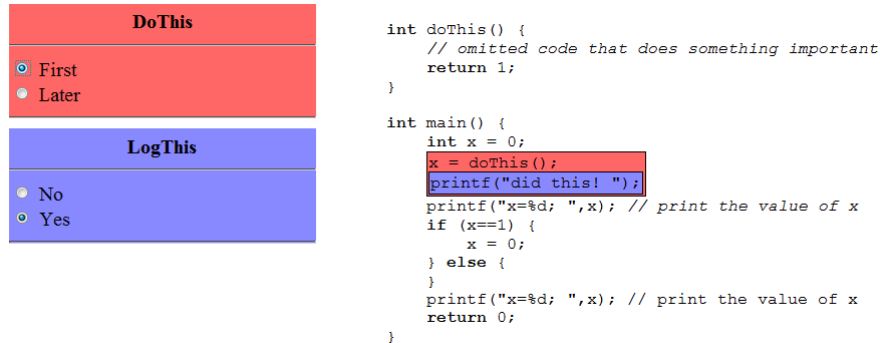 DoThis
First
Later
LogThis
No
Yes
int doThis() {
    // omitted code that does something important
    return 1;
}
int main() {
    int x = 0;
    x = doThis();
    printf("did this! ");
    printf("x=%d; ",x); // print the value of x
    if (x==1) {
        x = 0;
    } else {
    }
    printf("x=%d; ",x); // print the value of x
    return 0;
}